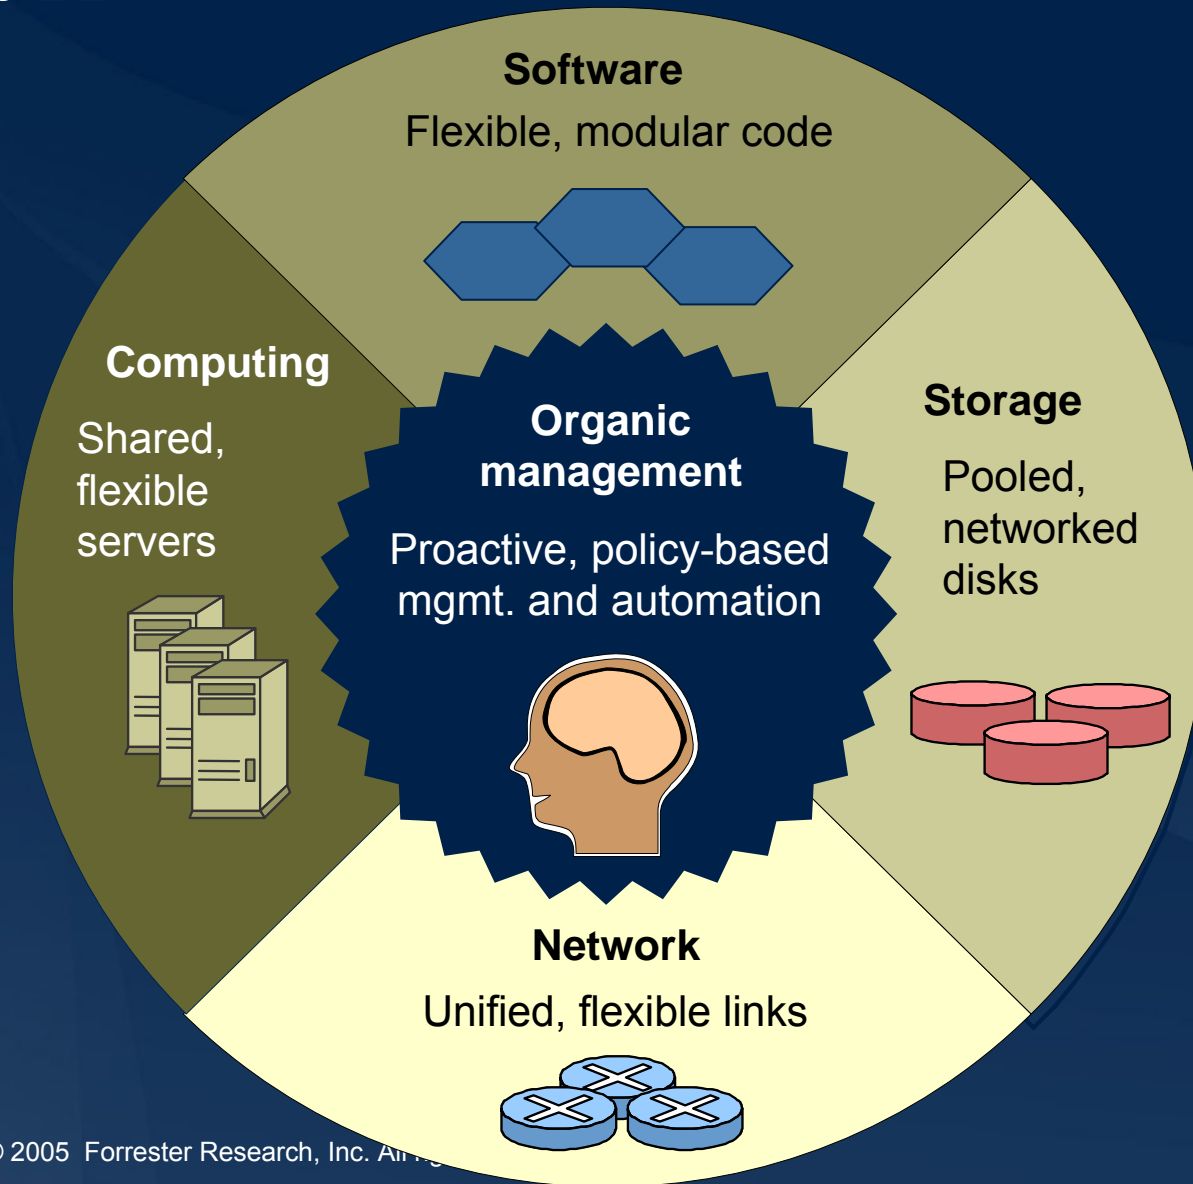 Software
Flexible, modular code
Computing
Shared,
flexible
servers
Organic
management
Proactive, policy-based
mgmt. and automation
Storage
Pooled,
networked
disks
Network
Unified, flexible links
2005 Forrester Research, Inc. All